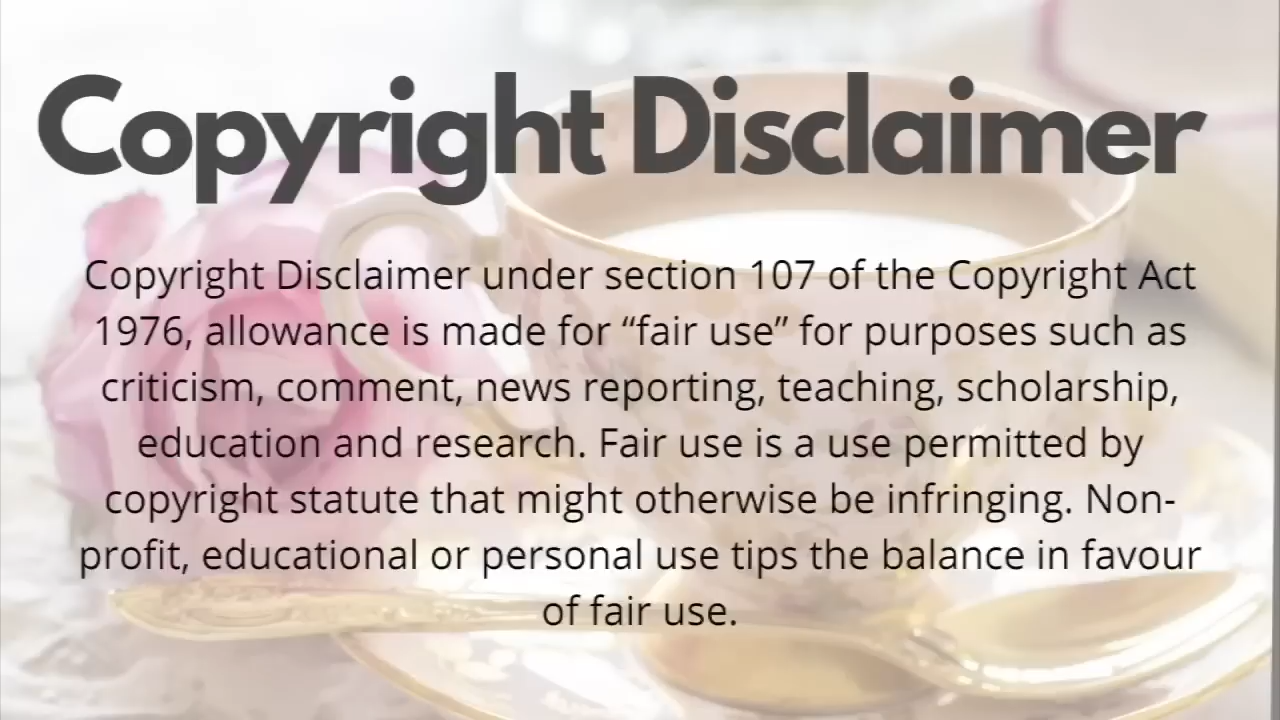 Copyright Disclaimer
Copyright Disclaimer under section 107 of the Copyright Act
1976, allowance is made for “fair use” for purposes such as
criticism, comment, news reporting, teaching, scholarship,
education and research. Fair use is a use permitted by
copyright statute that might otherwise be infringing. Non-
profit, educational or personal use tips the balance in favour
of fair use.